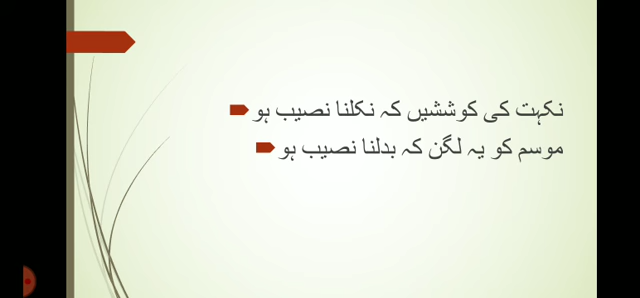 نکہت کی کوششیں کہ نکلنا نصیب ہو
موسم کو یہ لگن کہ بدلنا نصیب ہو